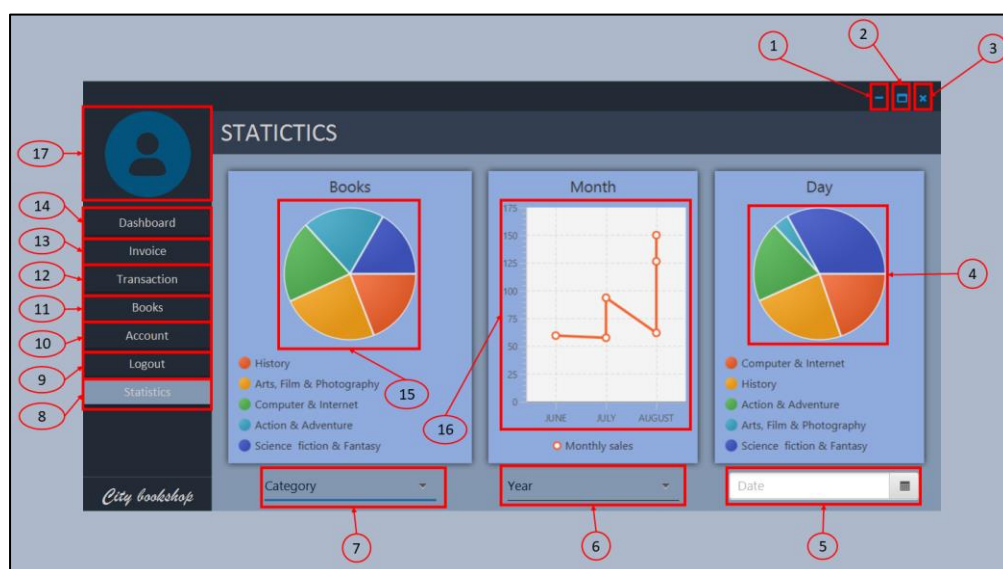 1
2
3
STATICTICS
17
14
Dashboard
13
Invoice
12
Transaction
11
Books
10
Account
9
Logout
8
Statistics
City bookshop
Books
15
History
Arts, Film & Photography
Computer & Internet
Action & Adventure
Science fiction & Fantasy
Category
7
Month
175
150
125
100
75
50
25
0
JUNE JULY AUGUST
16
Monthly sales
Year
6
Day
4
Computer & Internet
History
Action & Adventure
Arts, Film & Photography
Science fiction & Fantasy
Date
5